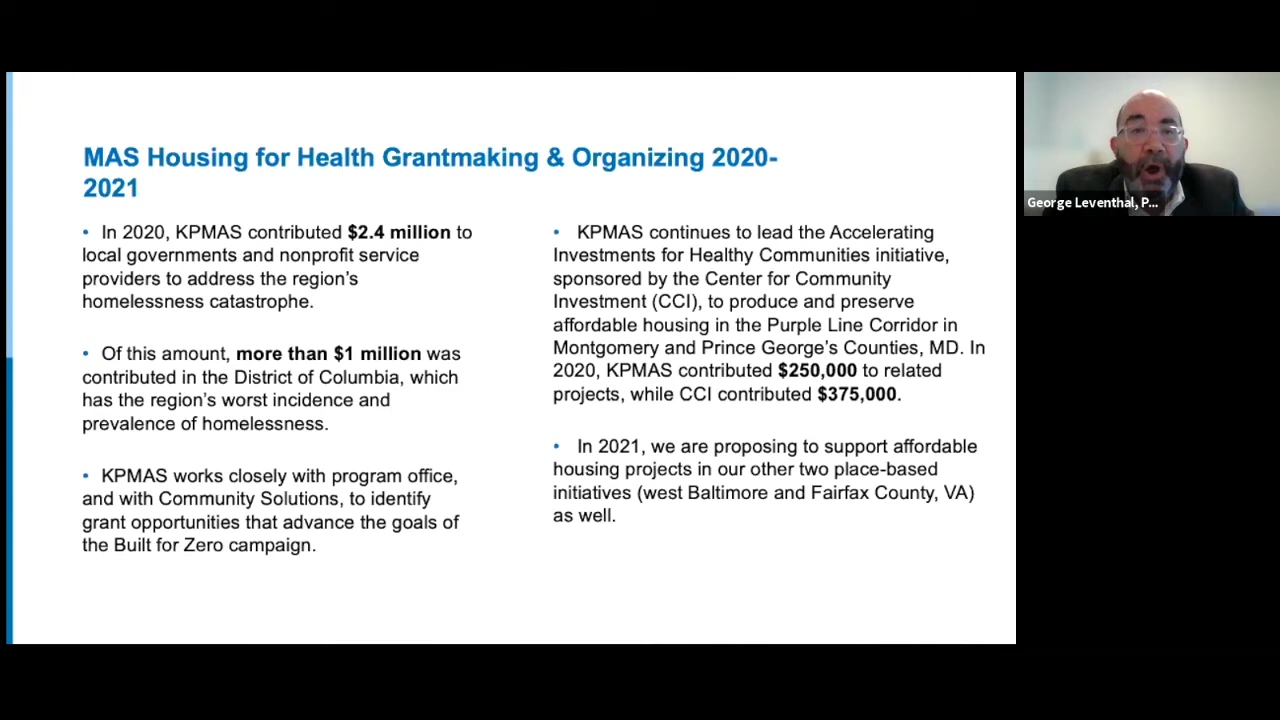 MAS Housing for Health Grantmaking & Organizing 2020-
2021
• In 2020, KPMAS contributed $2.4 million to
local governments and nonprofit service
providers to address the region's
homelessness catastrophe.
• Of this amount, more than $1 million was
contributed in the District of Columbia, which
has the region's worst incidence and
prevalence of homelessness.
• KPMAS works closely with program office,
and with Community Solutions, to identify
grant opportunities that advance the goals of
the Built for Zero campaign.
• KPMAS continues to lead the Accelerating
Investments for Healthy Communities initiative,
sponsored by the Center for Community
Investment (CCI), to produce and preserve
affordable housing in the Purple Line Corridor in
Montgomery and Prince George's Counties, MD. In
2020, KPMAS contributed $250,000 to related
projects, while CCI contributed $375,000.
• In 2021, we are proposing to support affordable
housing projects in our other two place-based
initiatives (west Baltimore and Fairfax County, VA)
as well.
George Leventhal, P...